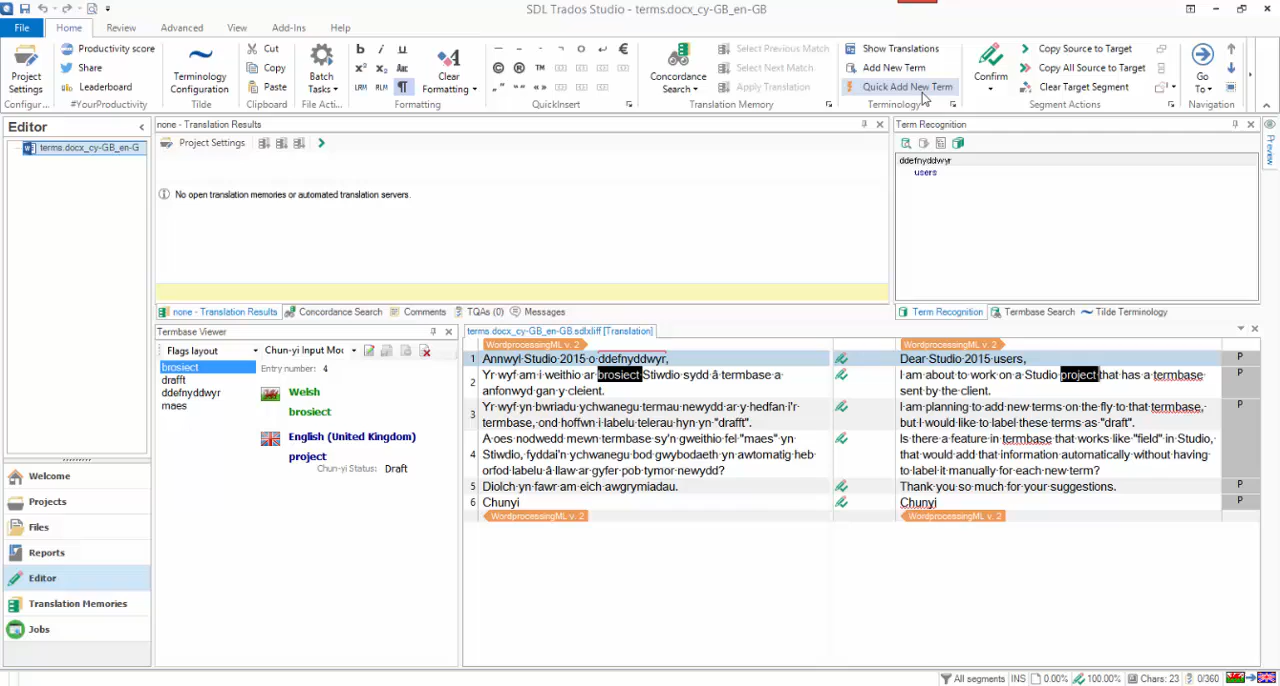 SDL Trados Studio - terms.docx_cy-GB_en-GB
File Home Review Advanced View Add-Ins Help
Project Settings
Configur...
Productivity score
Share
Leaderboard
#YourProductivity
Terminology Configuration
Tilde
Cut
Copy
Paste
Clipboard
Batch Tasks
File Acti...
Clear Formatting
Formatting
QuickInsert
Concordance Search
Select Previous Match
Select Next Match
Apply Translation
Translation Memory
Show Translations
Add New Term
Quick Add New Term
Terminology
Confirm
Copy Source to Target
Copy All Source to Target
Clear Target Segment
Segment Actions
Go To
Navigation
Editor
terms.docx_cy-GB_en-G
none - Translation Results
Project Settings
No open translation memories or automated translation servers.
Term Recognition
ddefnyddwyr
users
Preview
none - Translation Results Concordance Search Comments TQAs (0) Messages
Term Recognition Termbase Search Tilde Terminology
Termbase Viewer
Flags layout Chun-yi Input Mod
brosiect
drafft
ddefnyddwyr
maes
Entry number: 4
Welsh
brosiect
English (United Kingdom)
project
Chun-yi Status: Draft
terms.docx_cy-GB_en-GB.sdlxliff [Translation]
WordprocessingML v. 2 WordprocessingML v. 2
1 Annwyl Studio 2015 o ddefnyddwyr, Dear Studio 2015 users, P
2 Yr wyf am i weithio ar brosiect Stiwdio sydd â termbase a I am about to work on a Studio project that has a termbase P
anfonwyd gan y cleient. sent by the client.
3 Yr wyf yn bwriadu ychwanegu termau newydd ar y hedfan i'r I am planning to add new terms on the fly to that termbase, P
termbase, ond hoffwn i labelu telerau hyn yn "drafft". but I would like to label these terms as "draft".
4 A oes nodwedd mewn termbase sy'n gweithio fel "maes" yn Is there a feature in termbase that works like "field" in Studio,
Stiwdio, fyddai'n ychwanegu bod gwybodaeth yn awtomatig heb that would add that information automatically without having
orfod labelu â llaw ar gyfer pob tymor newydd? to label it manually for each new term?
5 Diolch yn fawr am eich awgrymiadau. Thank you so much for your suggestions. P
6 Chunyi Chunyi P
WordprocessingML v. 2 WordprocessingML v. 2
Welcome
Projects
Files
Reports
Editor
Translation Memories
Jobs
All segments INS 0.00% 100.00% Chars: 23 0/360